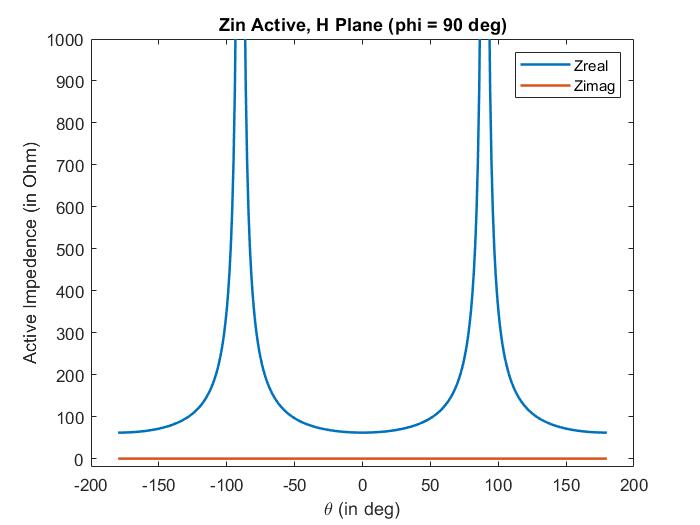 Zin Active, H Plane (phi = 90 deg)
1000
900
800
700
600
500
400
300
200
100
0
Active Impedence (in Ohm)
Zreal
Zimag
-200 -150 -100 -50 0 50 100 150 200
θ (in deg)